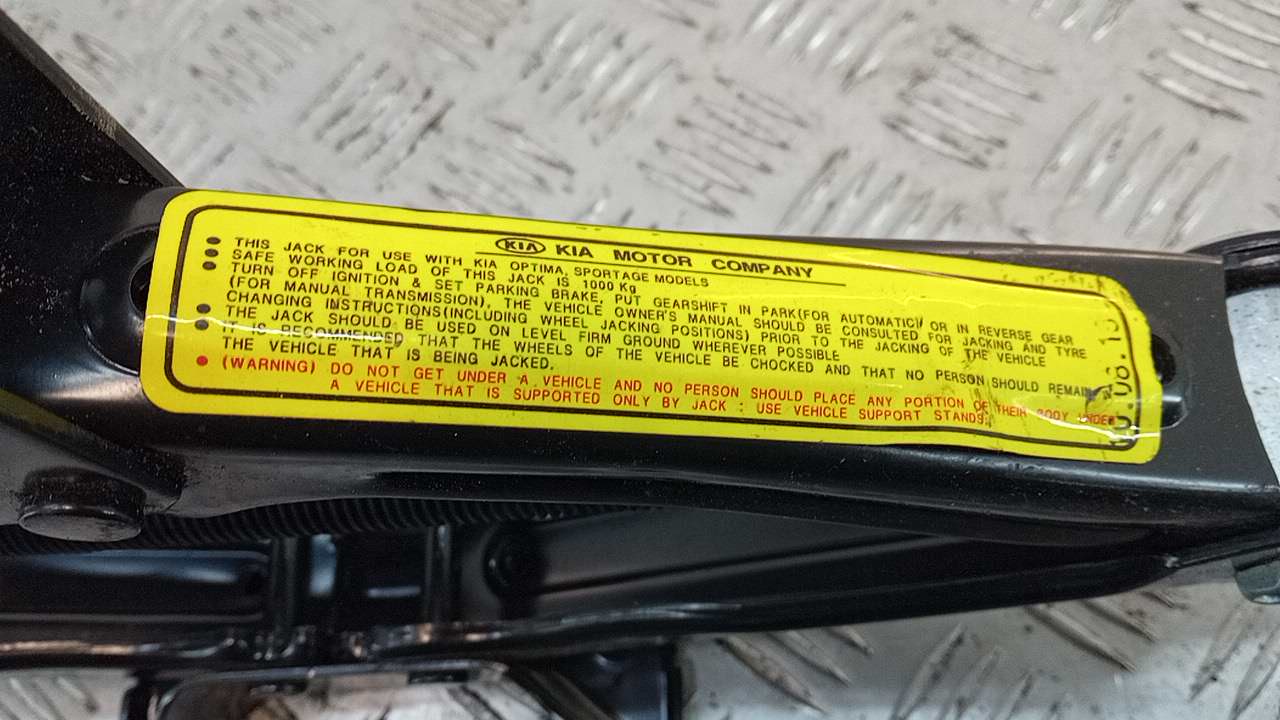 KIA KIA MOTOR COMPANY
● THIS JACK FOR USE WITH KIA OPTIMA, SPORTAGE MODELS
● SAFE WORKING LOAD OF THIS JACK IS 1000 Kg
● TURN OFF IGNITION & SET PARKING BRAKE, PUT GEARSHIFT IN PARK(FOR AUTOMATIC) OR IN REVERSE GEAR
(FOR MANUAL TRANSMISSION), THE VEHICLE OWNER'S MANUAL SHOULD BE CONSULTED FOR JACKING AND TYRE
CHANGING INSTRUCTIONS(INCLUDING WHEEL JACKING POSITIONS) PRIOR TO THE JACKING OF THE VEHICLE
● THE JACK SHOULD BE USED ON LEVEL FIRM GROUND WHEREVER POSSIBLE
● IT IS RECOMMENDED THAT THE WHEELS OF THE VEHICLE BE CHOCKED AND THAT NO PERSON SHOULD REMAIN
THE VEHICLE THAT IS BEING JACKED.
● (WARNING) DO NOT GET UNDER A VEHICLE AND NO PERSON SHOULD PLACE ANY PORTION OF THEIR BODY UNDER
A VEHICLE THAT IS SUPPORTED ONLY BY JACK : USE VEHICLE SUPPORT STANDS.